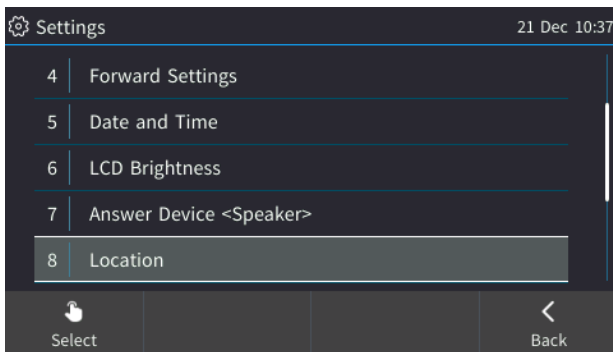 Settings
21 Dec 10:37
4 Forward Settings
5 Date and Time
6 LCD Brightness
7 Answer Device <Speaker>
8 Location
Select
Back